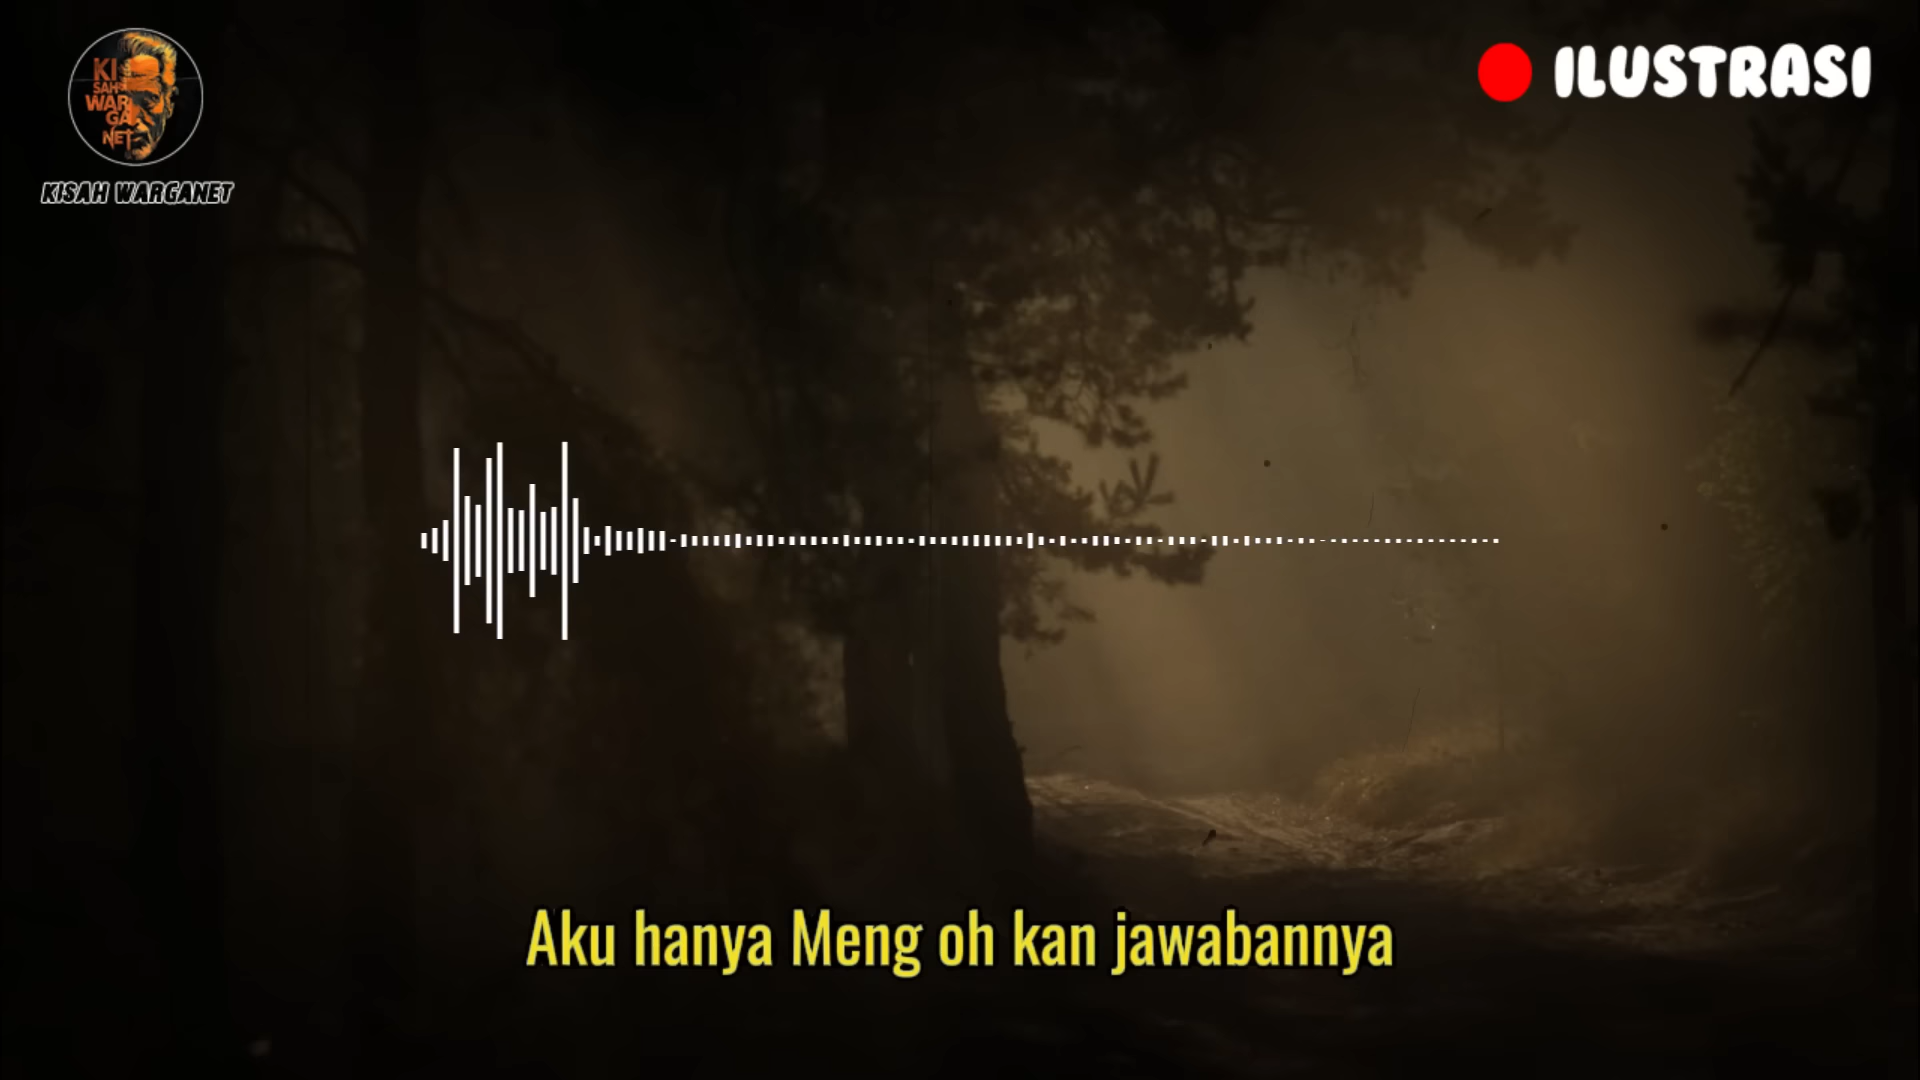 KI
SAH
WAR
GA
NET
KISAH WARGANET
ILUSTRASI
Aku hanya Meng oh kan jawabannya